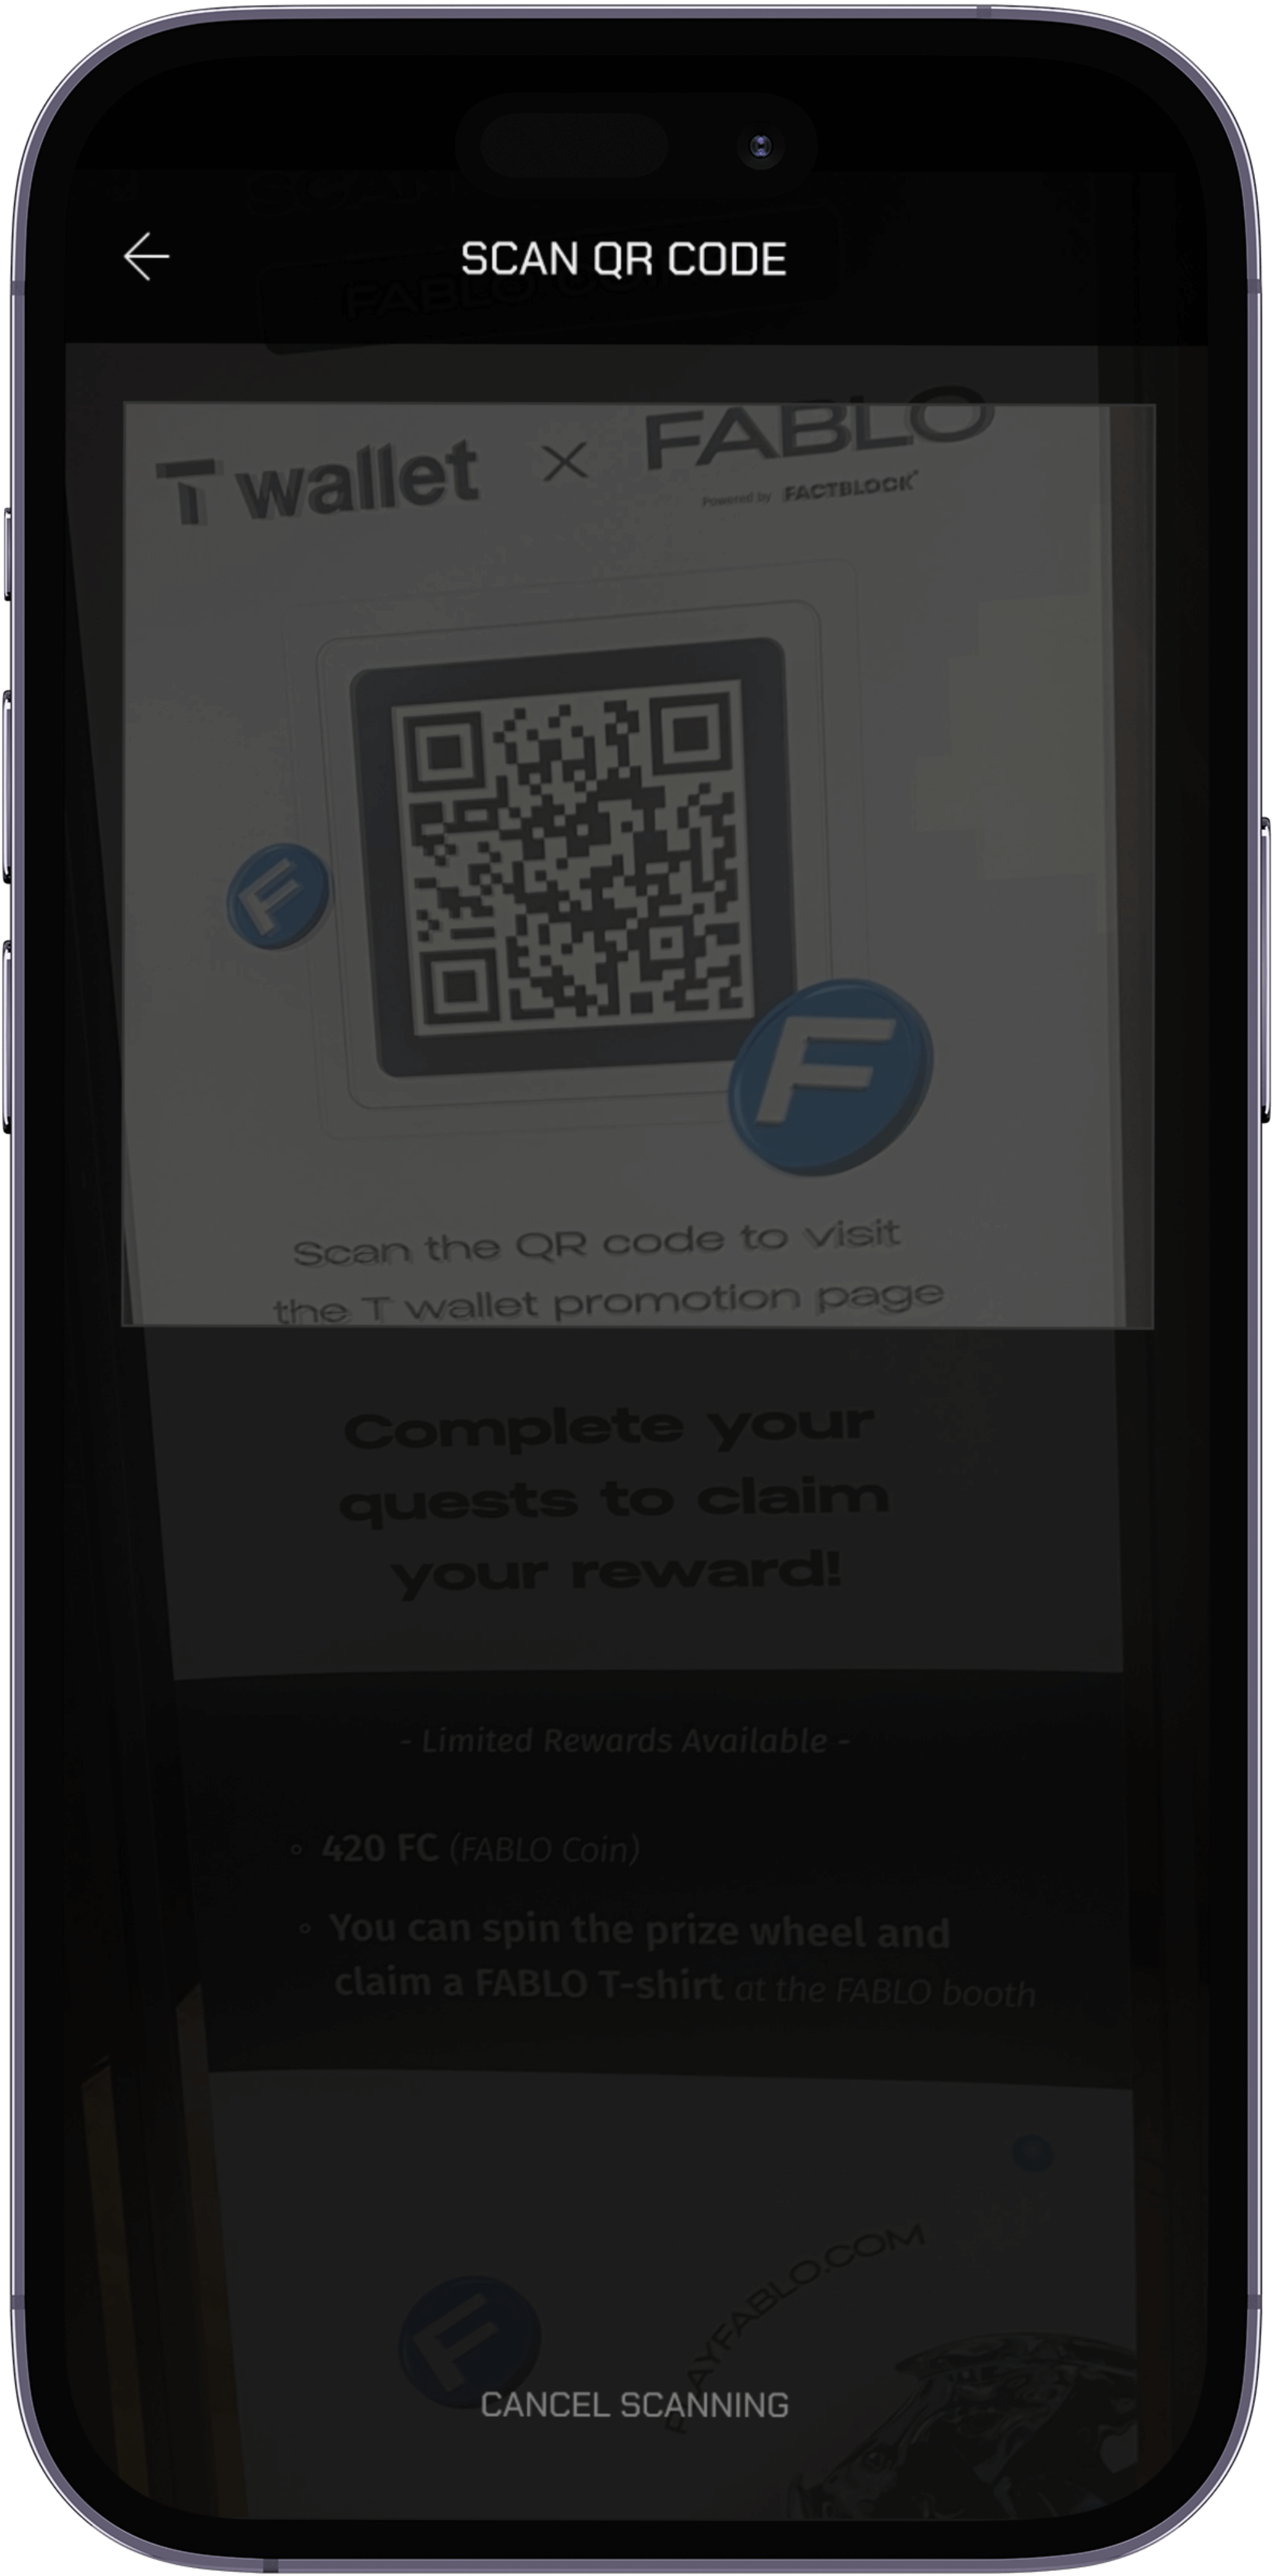 SCAN QR CODE
FABLO
T wallet × FABLO
Powered by FACTBLOCK
F
F
Scan the QR code to visit
the T wallet promotion page
Complete your
quests to claim
your reward!
- Limited Rewards Available -
◦ 420 FC (FABLO Coin)
◦ You can spin the prize wheel and
claim a FABLO T-shirt at the FABLO booth
PAYFABLO.COM
F
CANCEL SCANNING